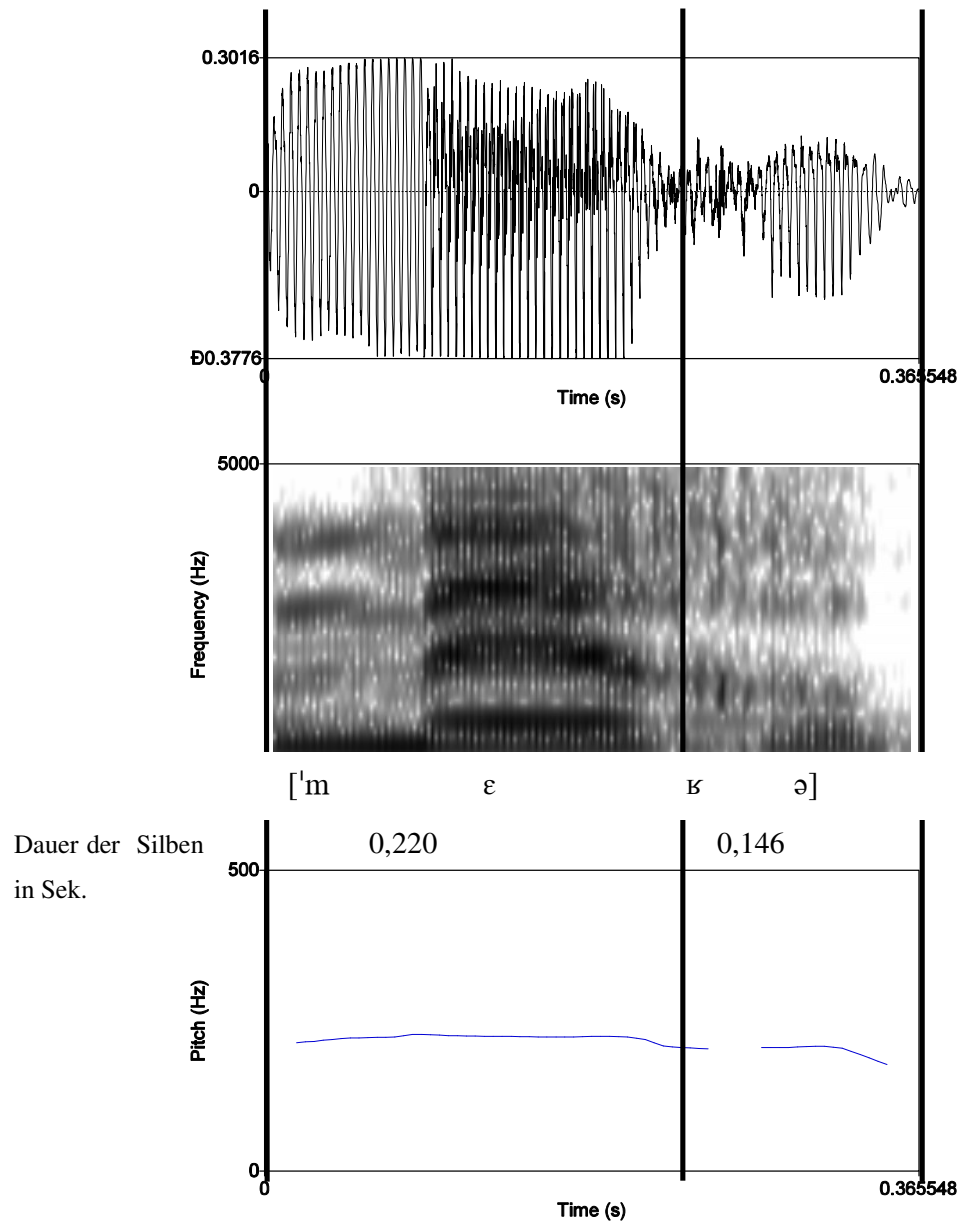 0.3016
0
Ð0.3776
0
0.365548
Time (s)
5000
Frequency (Hz)
[ˈm ɛ ʁ ə]
Dauer der Silben
in Sek.
0,220 0,146
500
Pitch (Hz)
0
0
0.365548
Time (s)